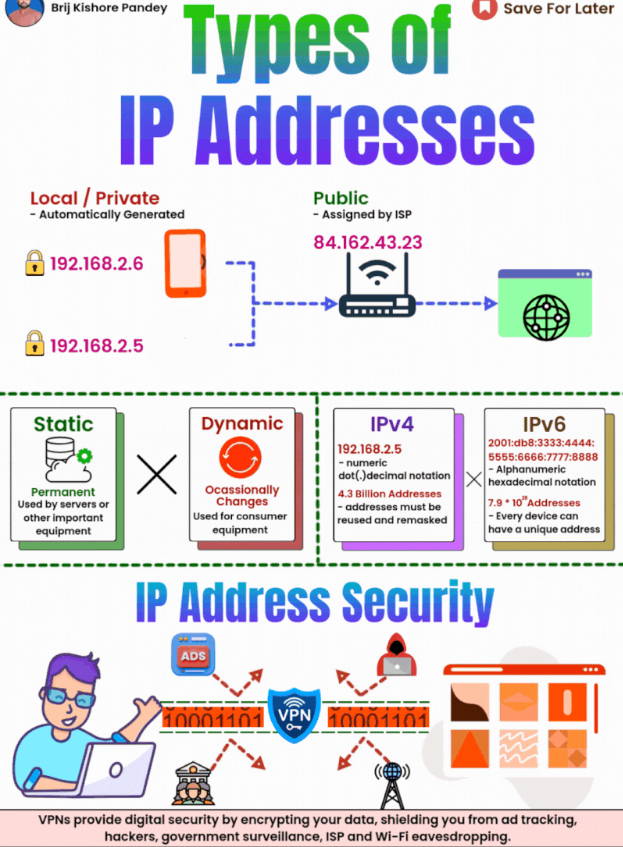 Brij Kishore Pandey
Save For Later
Types of
IP Addresses
Local / Private
- Automatically Generated
192.168.2.6
192.168.2.5
Public
- Assigned by ISP
84.162.43.23
Static
Permanent
Used by servers or
other important
equipment
Dynamic
Ocassionally
Changes
Used for consumer
equipment
IPv4
192.168.2.5
- numeric
dot(.)decimal notation
4.3 Billion Addresses
- addresses must be
reused and remasked
IPv6
2001:db8:3333:4444:
5555:6666:7777:8888
- Alphanumeric
hexadecimal notation
7.9 * 10²⁸ Addresses
- Every device can
have a unique address
IP Address Security
ADS
10001101
VPN
10001101
VPNs provide digital security by encrypting your data, shielding you from ad tracking,
hackers, government surveillance, ISP and Wi-Fi eavesdropping.